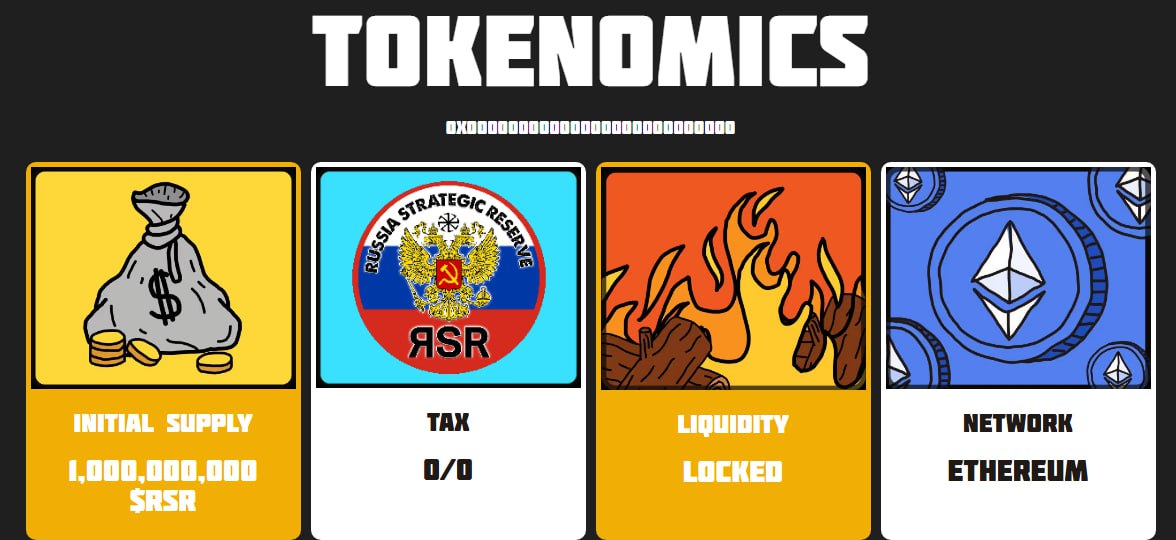 TOKENOMICS
RUSSIA STRATEGIC RESERVE
ЯSR
$
INITIAL SUPPLY
1,000,000,000
$RSR
TAX
0/0
LIQUIDITY
LOCKED
NETWORK
ETHEREUM